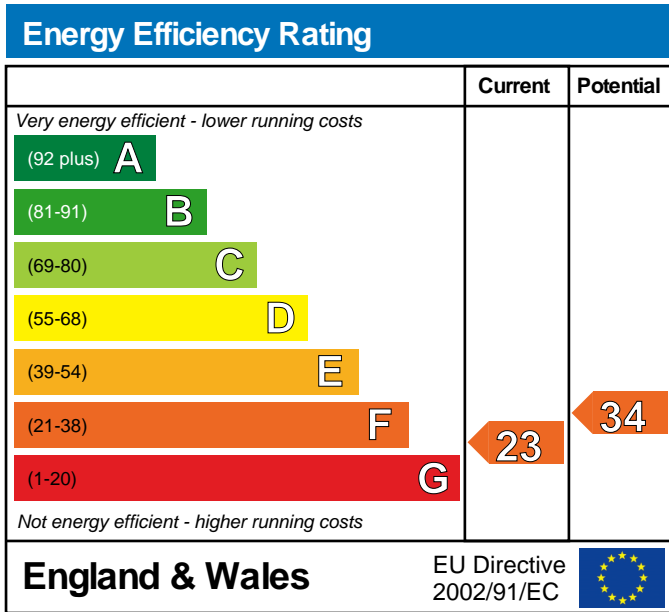 Energy Efficiency Rating
Current Potential
Very energy efficient - lower running costs
(92 plus) A
(81-91) B
(69-80) C
(55-68) D
(39-54) E
(21-38) F
(1-20) G
23
34
Not energy efficient - higher running costs
England & Wales
EU Directive
2002/91/EC